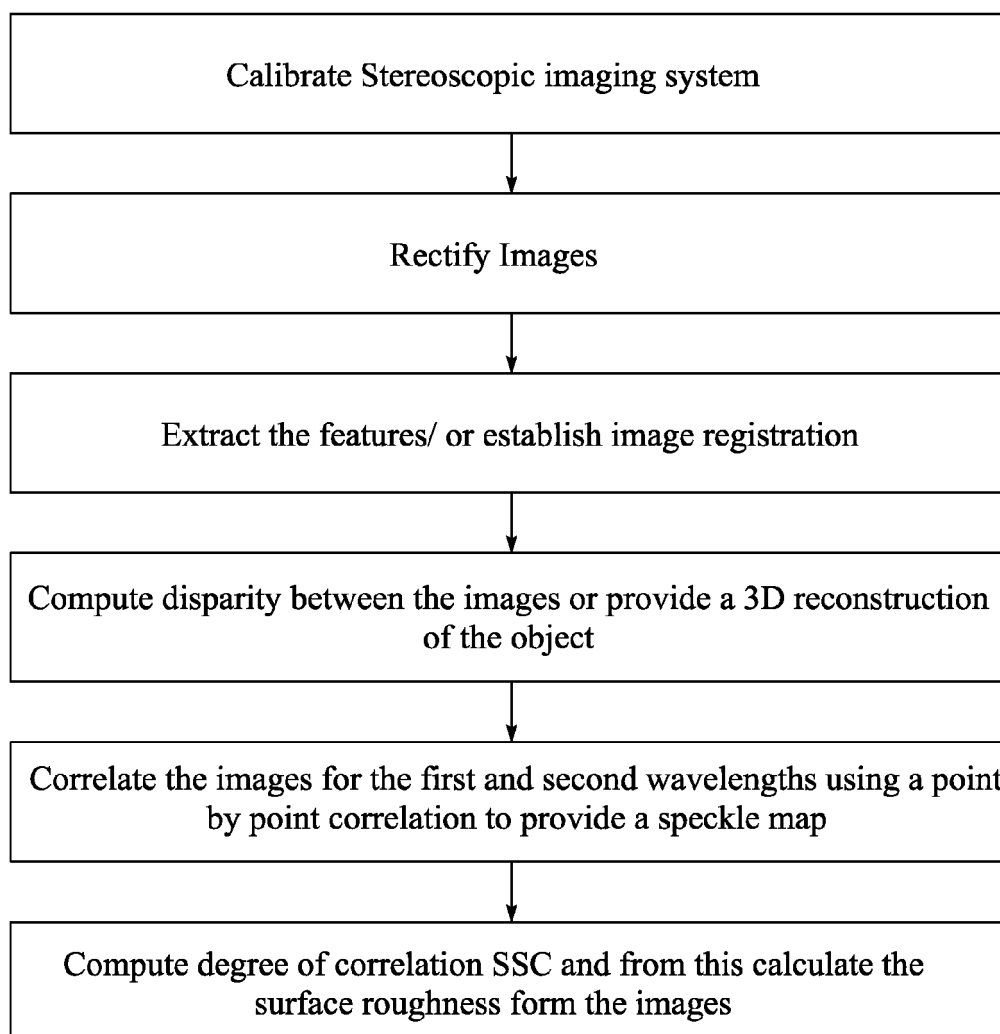 Calibrate Stereoscopic imaging system
Rectify Images
Extract the features/ or establish image registration
Compute disparity between the images or provide a 3D reconstruction
of the object
Correlate the images for the first and second wavelengths using a point
by point correlation to provide a speckle map
Compute degree of correlation SSC and from this calculate the
surface roughness form the images